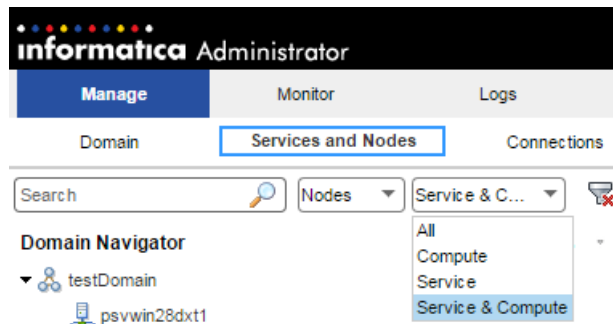 informatica Administrator
Manage Monitor Logs
Domain Services and Nodes Connections
Search Nodes Service & C...
All
Domain Navigator
Compute
testDomain
Service
Service & Compute
psvwin28dxt1